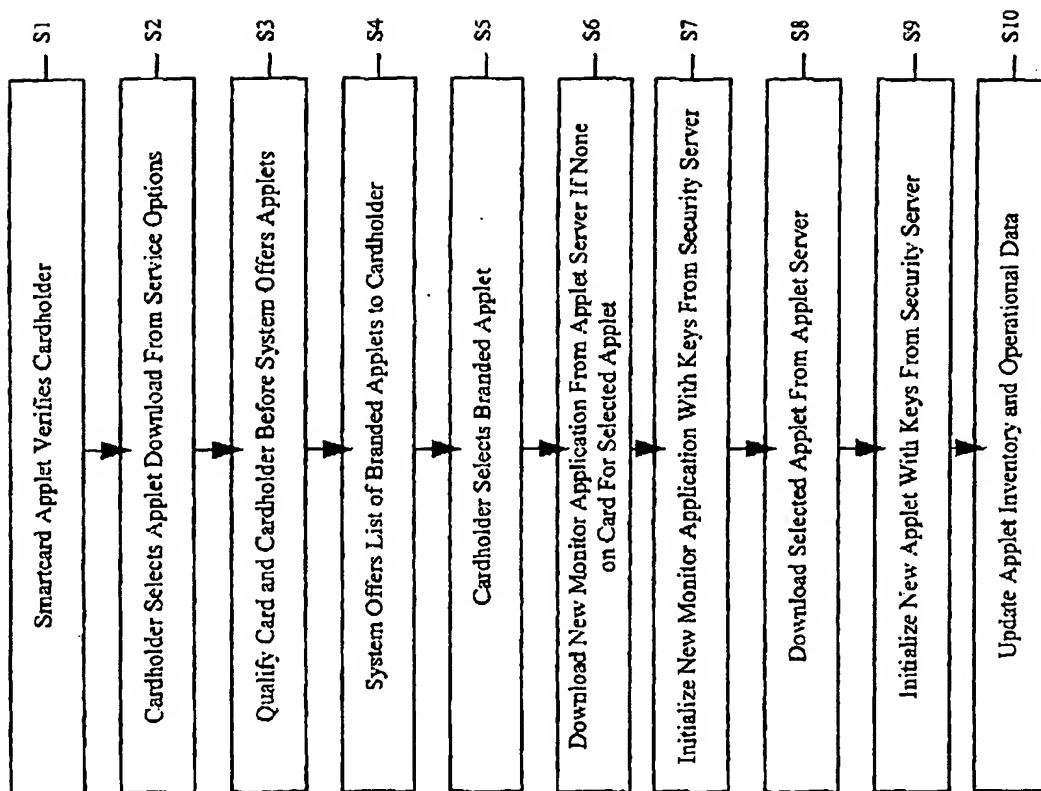 Smartcard Applet Verifies Cardholder
S1
Cardholder Selects Applet Download From Service Options
S2
Qualify Card and Cardholder Before System Offers Applets
S3
System Offers List of Branded Applets to Cardholder
S4
Cardholder Selects Branded Applet
S5
Download New Monitor Application From Applet Server If None
on Card For Selected Applet
S6
Initialize New Monitor Application With Keys From Security Server
S7
Download Selected Applet From Applet Server
S8
Initialize New Applet With Keys From Security Server
S9
Update Applet Inventory and Operational Data
S10